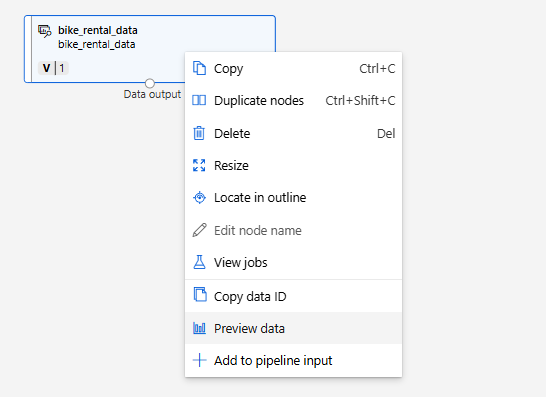 bike_rental_data
bike_rental_data
V | 1
Data output
Copy Ctrl+C
Duplicate nodes Ctrl+Shift+C
Delete Del
Resize
Locate in outline
Edit node name
View jobs
Copy data ID
Preview data
Add to pipeline input